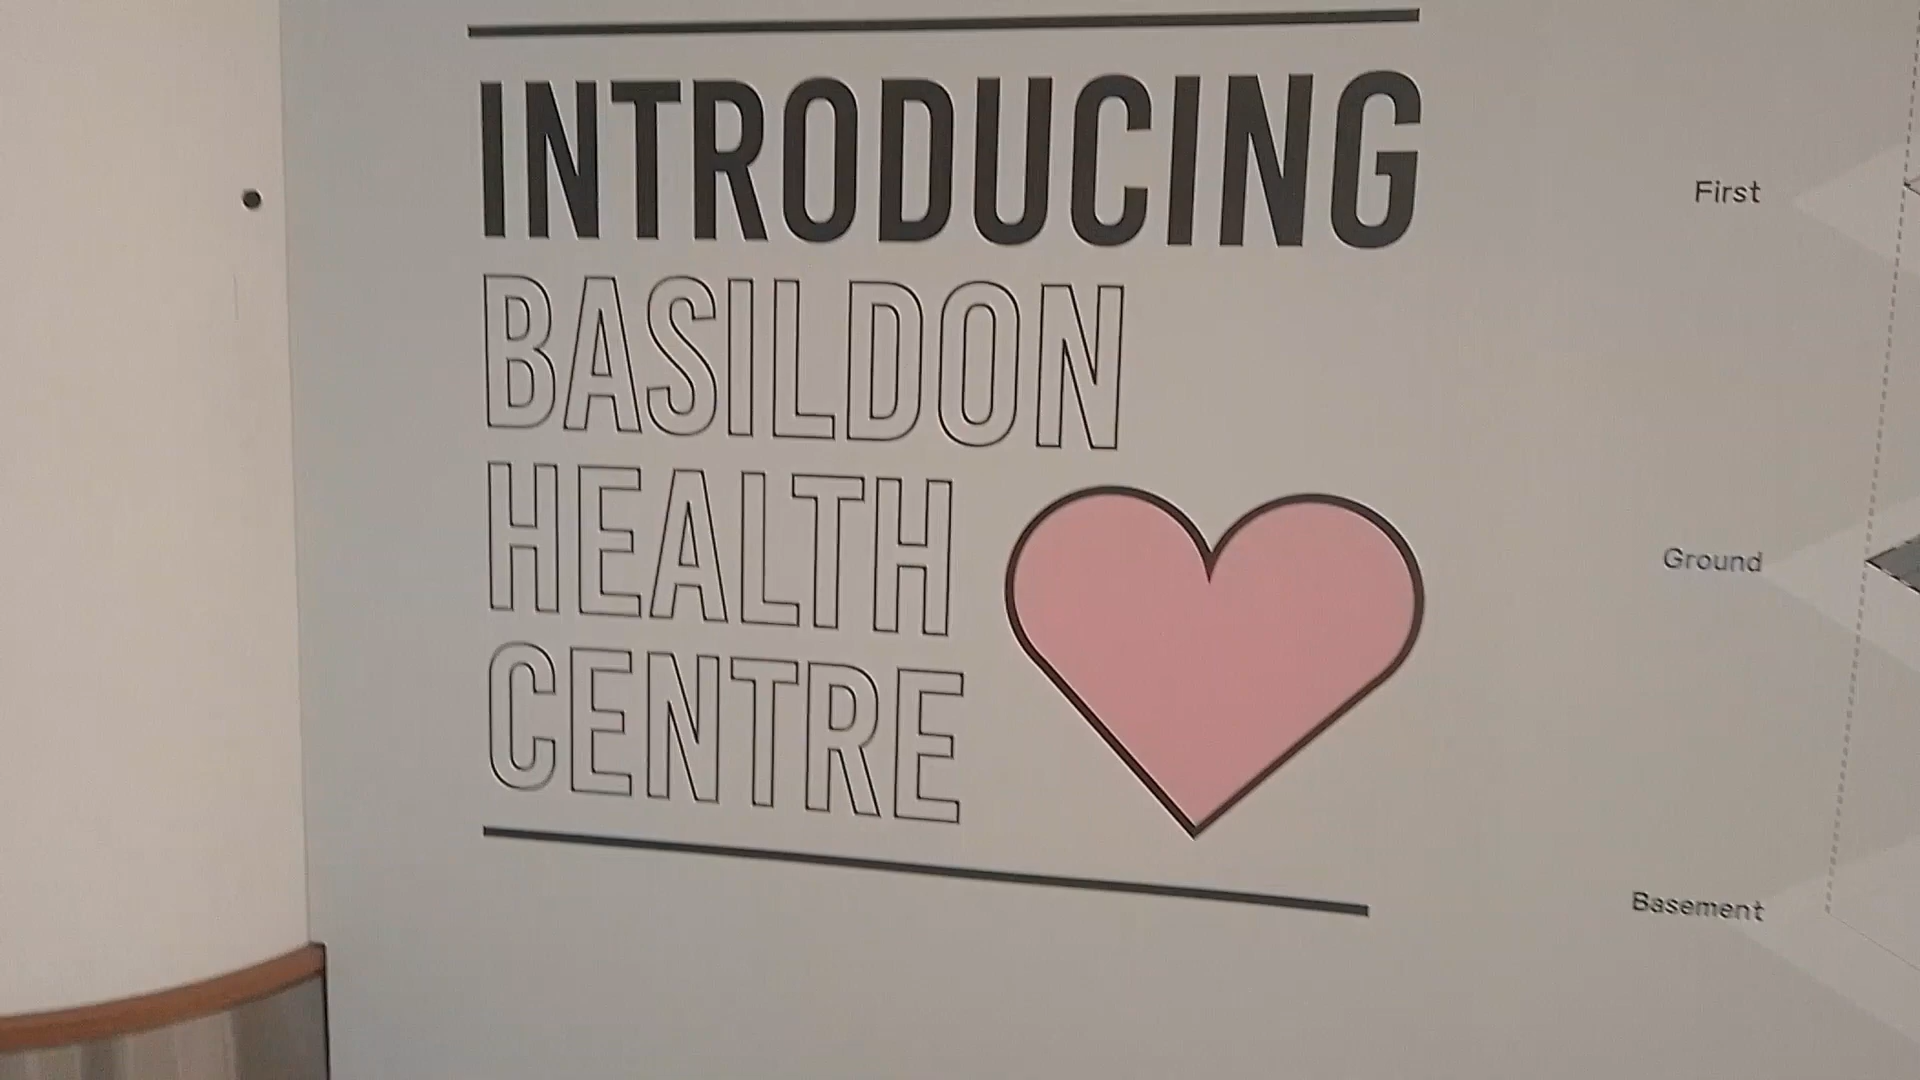 INTRODUCING
BASILDON
HEALTH
CENTRE
First
Ground
Basement